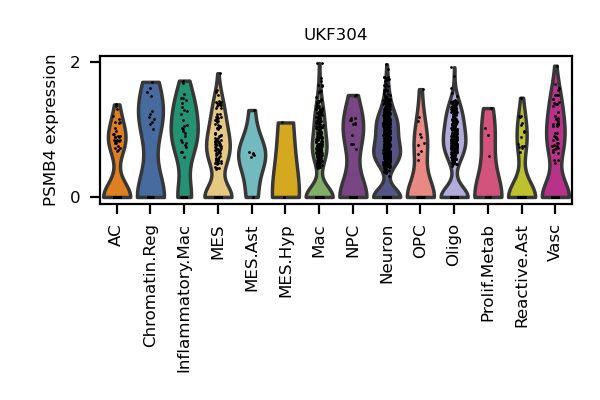 UKF304
PSMB4 expression
2
0
AC
Chromatin.Reg
Inflammatory.Mac
MES
MES.Ast
MES.Hyp
Mac
NPC
Neuron
OPC
Oligo
Prolif.Metab
Reactive.Ast
Vasc